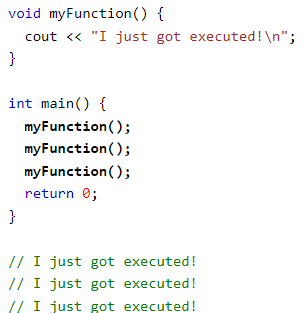 void myFunction() {
  cout << "I just got executed!\n";
}

int main() {
  myFunction();
  myFunction();
  myFunction();
  return 0;
}

// I just got executed!
// I just got executed!
// I just got executed!